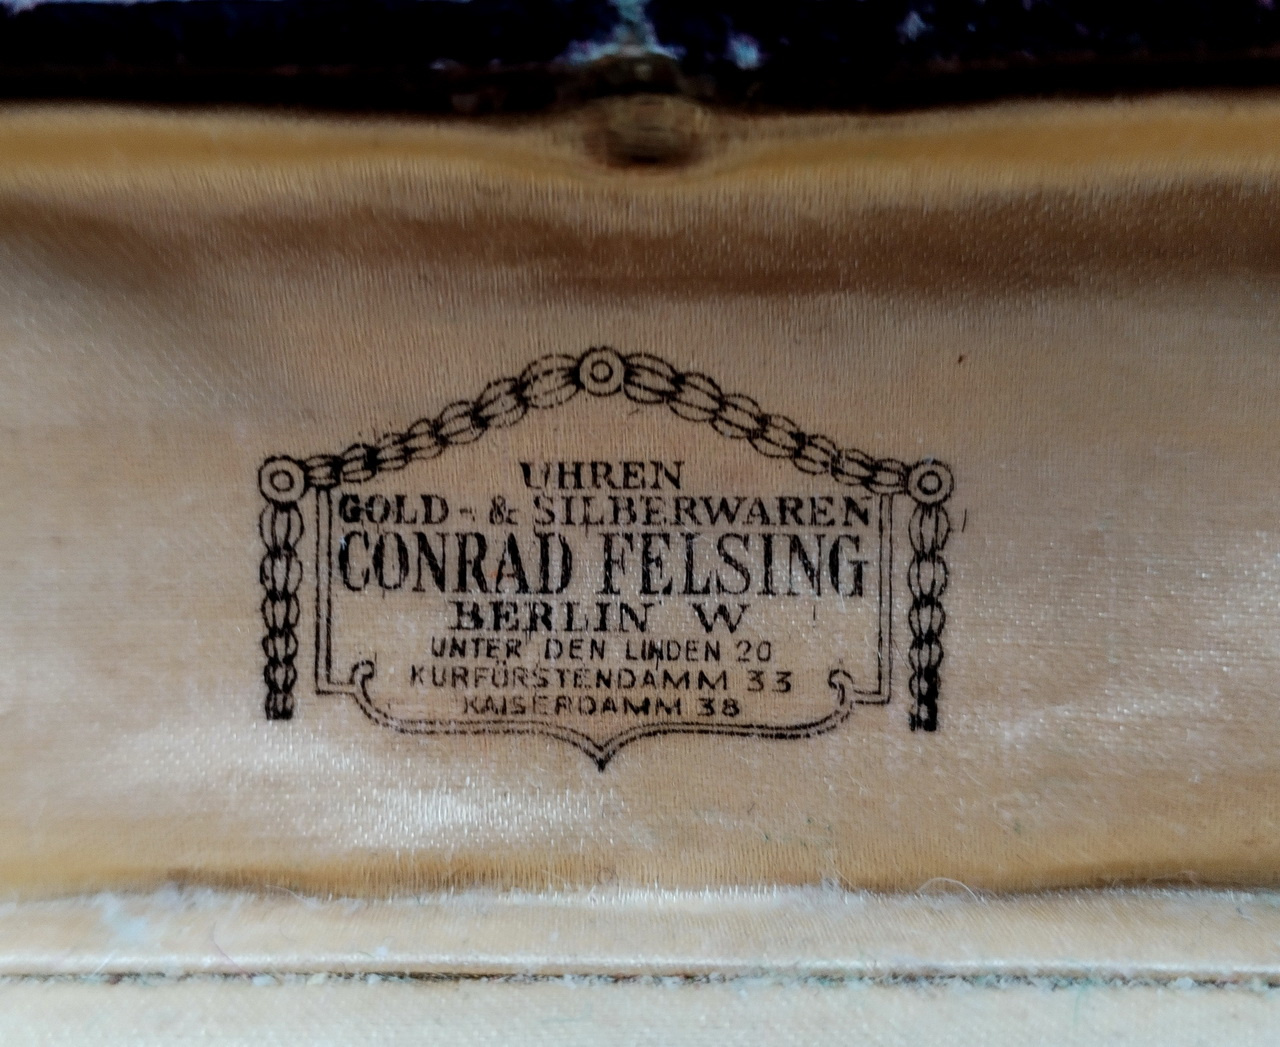 UHREN
GOLD- & SILBERWAREN
CONRAD FELSING
BERLIN W
UNTER DEN LINDEN 20
KURFÜRSTENDAMM 33
KAISERDAMM 38